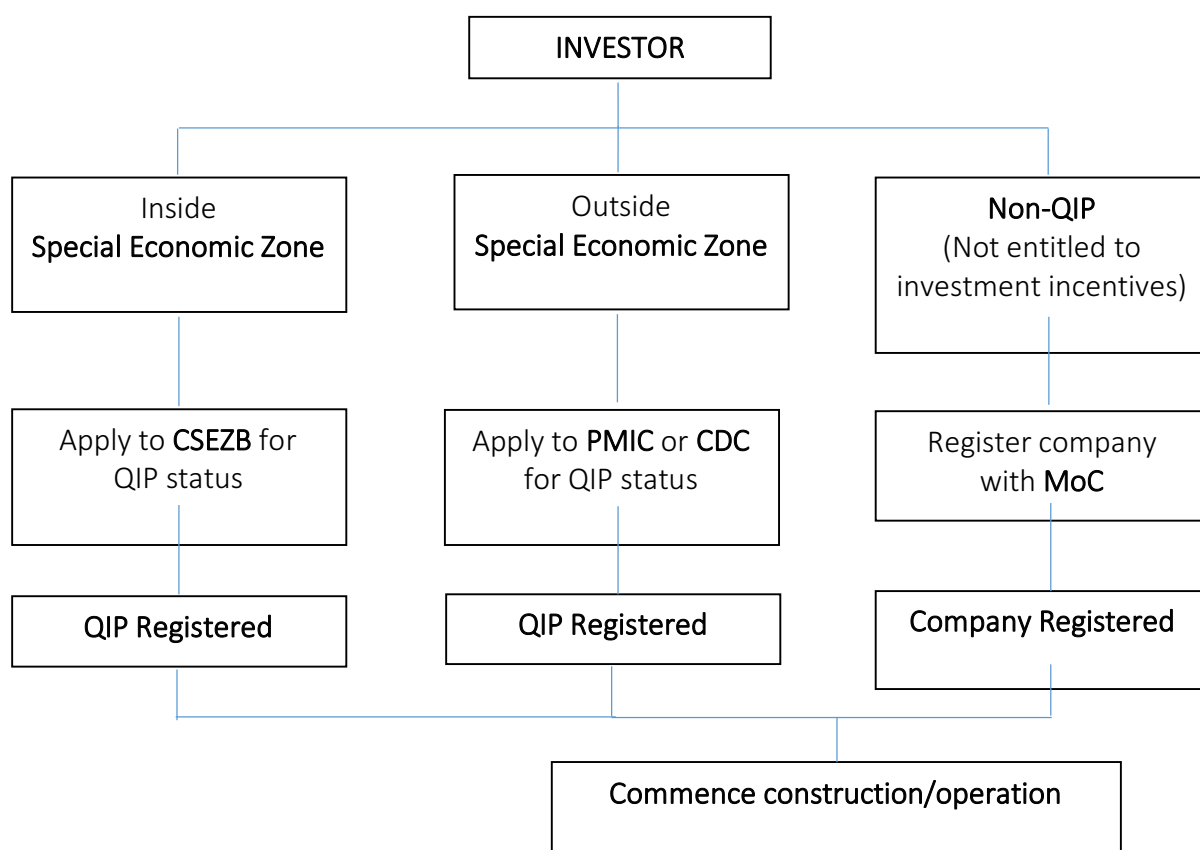 INVESTOR
Inside
Special Economic Zone
Outside
Special Economic Zone
Non-QIP
(Not entitled to
investment incentives)
Apply to CSEZB for
QIP status
Apply to PMIC or CDC
for QIP status
Register company
with MoC
QIP Registered
QIP Registered
Company Registered
Commence construction/operation